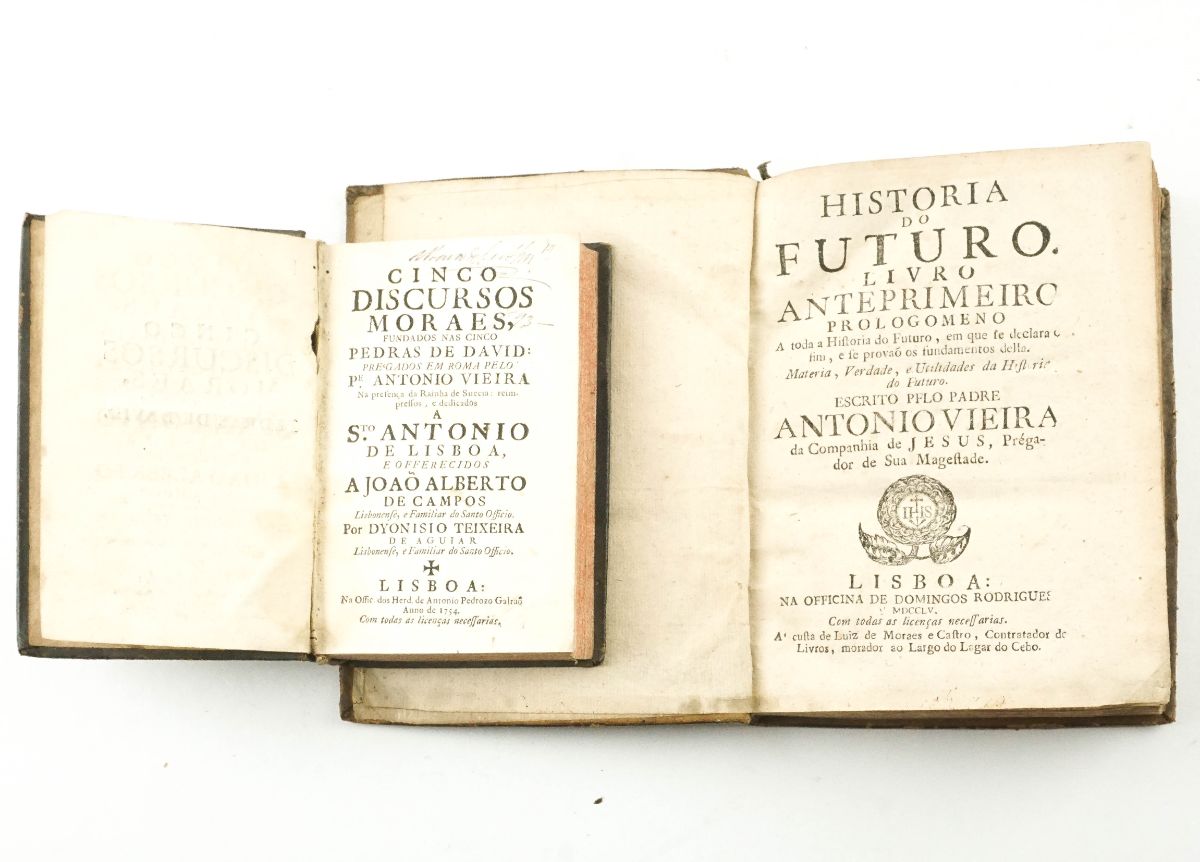 CINCO
DISCURSOS
MORAES,
FUNDADOS NAS CINCO
PEDRAS DE DAVID:
PREGADOS EM ROMA PELO
P.E ANTONIO VIEIRA
Na presença da Rainha de Suecia: reim-
pressos, e dedicados
A
S.TO ANTONIO
DE LISBOA,
E OFFERECIDOS
A JOAÕ ALBERTO
DE CAMPOS
Lisbonense, e Familiar do Santo Officio.
Por DYONISIO TEIXEIRA
DE AGUIAR
Lisbonense, e Familiar do Santo Officio.
LISBOA:
Na Offic. dos Herd. de Antonio Pedrozo Galraõ
Anno de 1754.
Com todas as licenças necessarias.
HISTORIA
DO
FUTURO.
LIVRO
ANTEPRIMEIRO
PROLOGOMENO
A toda a Historia do Futuro, em que se declara o
fim, e se provaõ os fundamentos della.
Materia, Verdade, e Utilidades da Historia
do Futuro.
ESCRITO PELO PADRE
ANTONIO VIEIRA
da Companhia de JESUS, Préga-
dor de Sua Magestade.
IHS
LISBOA:
NA OFFICINA DE DOMINGOS RODRIGUES
MDCCLV.
Com todas as licenças necessarias.
A' custa de Luiz de Moraes e Castro, Contratador de
Livros, morador ao Largo do Lagar do Cebo.